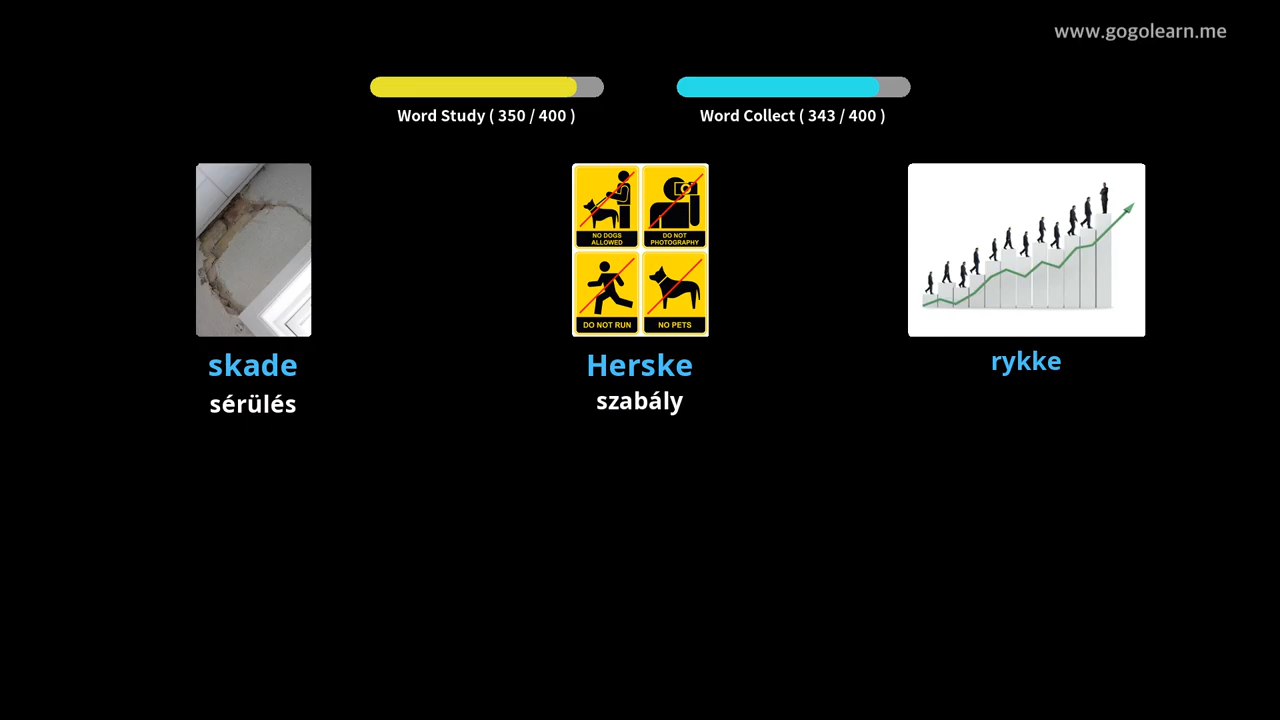 www.gogolearn.me
Word Study ( 350 / 400 )
Word Collect ( 343 / 400 )
NO DOGS
ALLOWED
DO NOT
PHOTOGRAPHY
DO NOT RUN
NO PETS
skade
Herske
rykke
sérülés
szabály